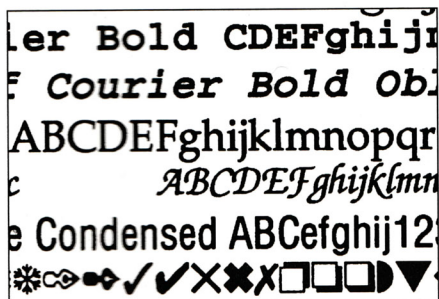 ier Bold CDEFghij
f Courier Bold Ob
ABCDEFghijklmnopqr
c ABCDEFghijklmn
e Condensed ABCefghij12
❄✓✔✕✖✗❏❑❒◗▼